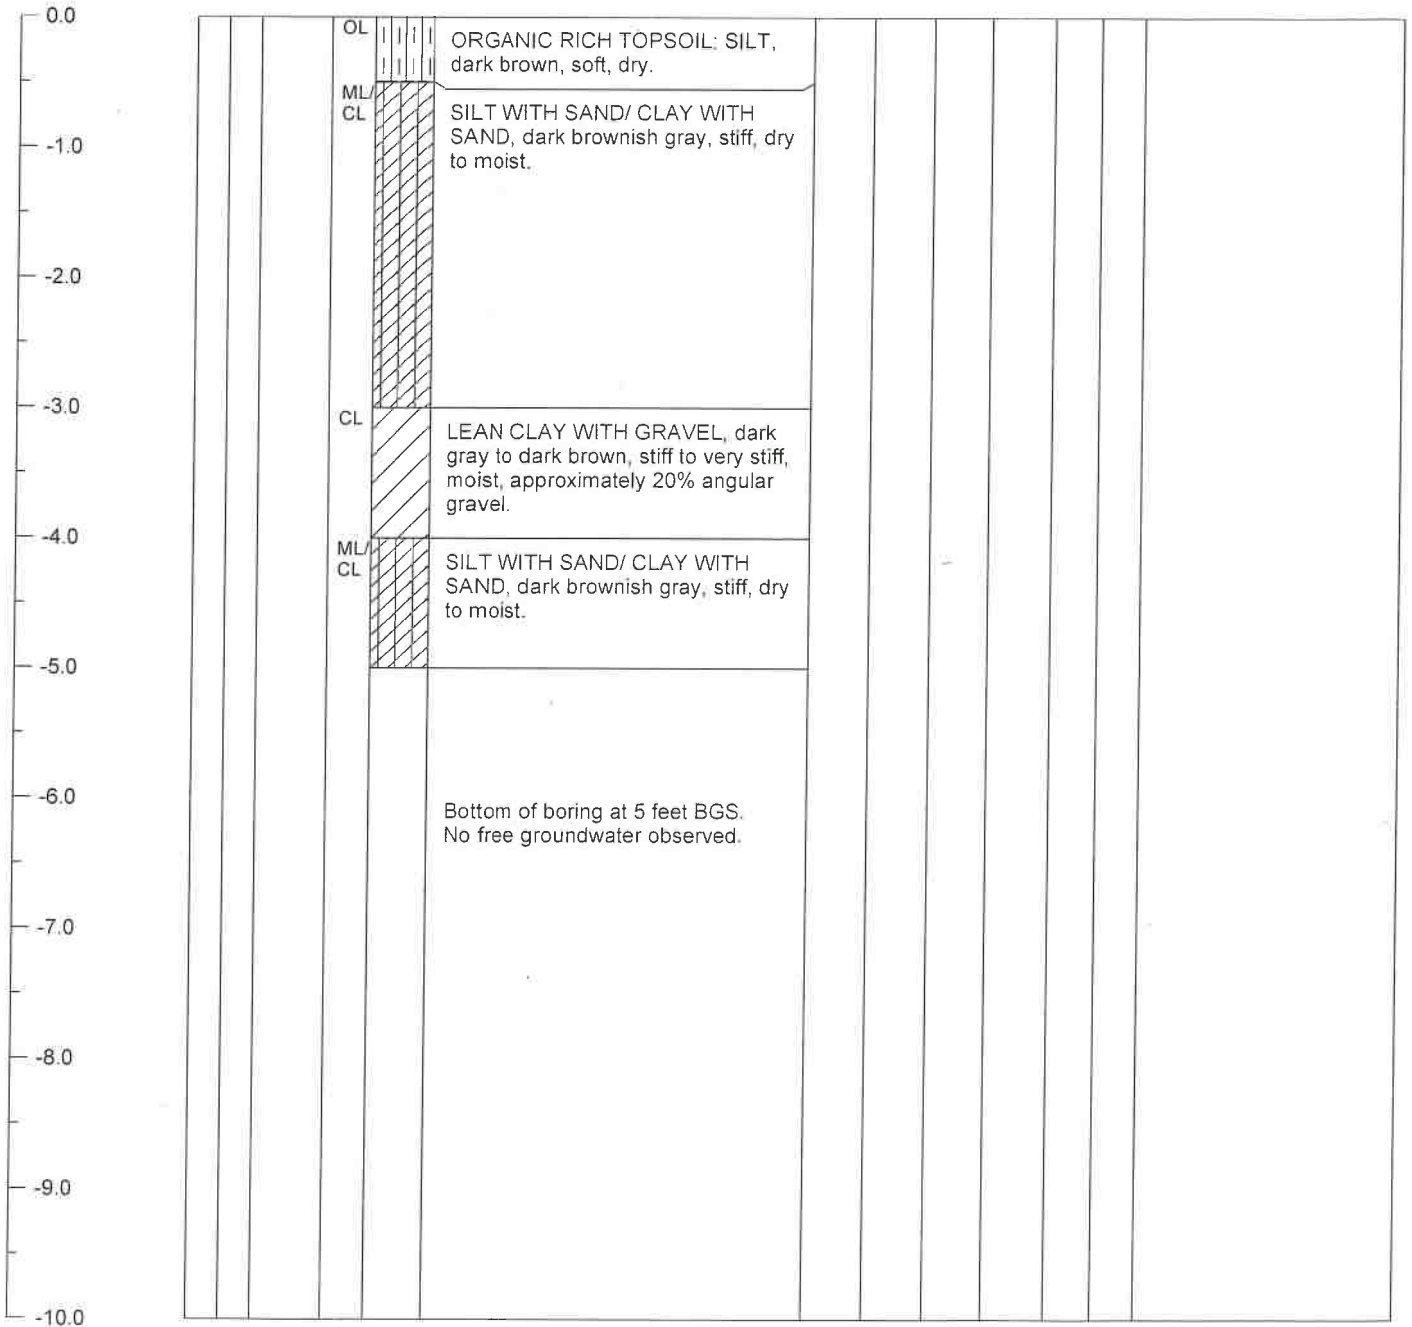 0.0
OL
ORGANIC RICH TOPSOIL: SILT,
dark brown, soft, dry.
ML/
CL
SILT WITH SAND/ CLAY WITH
SAND, dark brownish gray, stiff, dry
to moist.
-1.0
-2.0
-3.0
CL
LEAN CLAY WITH GRAVEL, dark
gray to dark brown, stiff to very stiff,
moist, approximately 20% angular
gravel.
-4.0
ML/
CL
SILT WITH SAND/ CLAY WITH
SAND, dark brownish gray, stiff, dry
to moist.
-5.0
-6.0
Bottom of boring at 5 feet BGS.
No free groundwater observed.
-7.0
-8.0
-9.0
-10.0